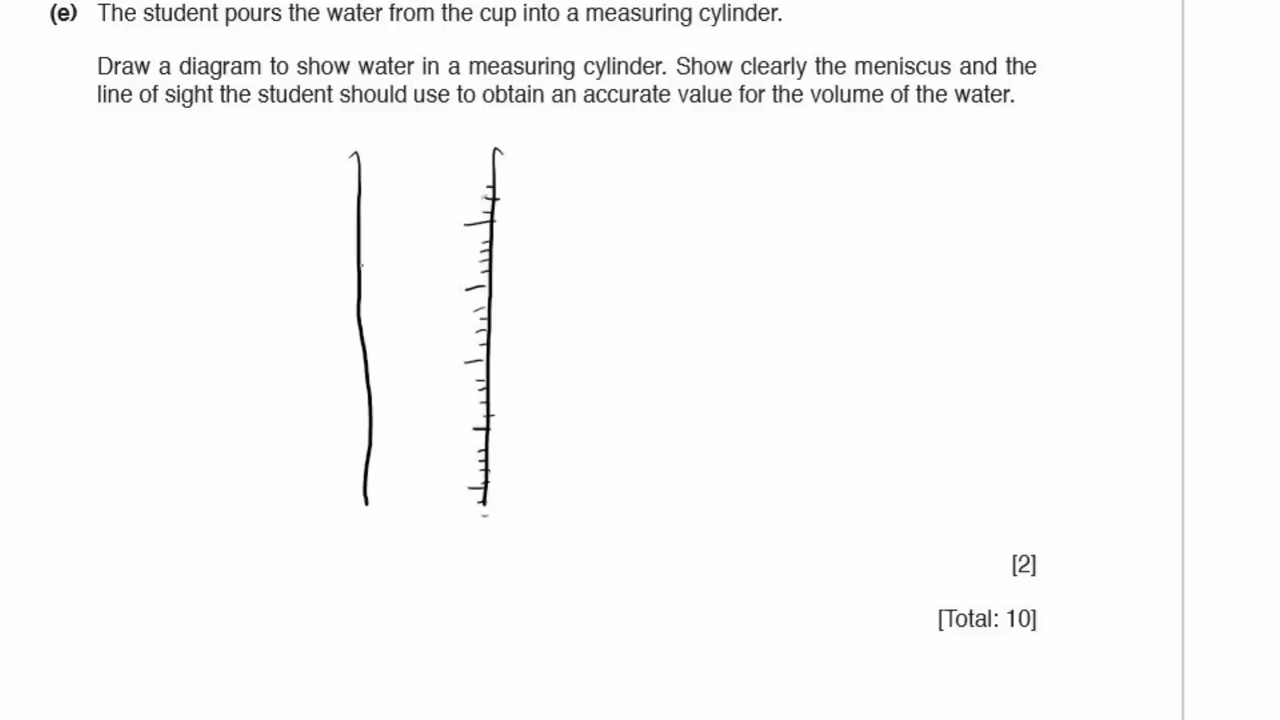 (e) The student pours the water from the cup into a measuring cylinder.
Draw a diagram to show water in a measuring cylinder. Show clearly the meniscus and the
line of sight the student should use to obtain an accurate value for the volume of the water.
[2]
[Total: 10]